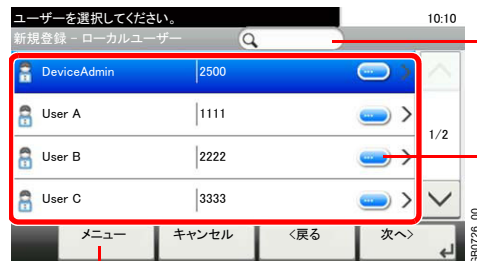 ユーザーを選択してください。 10:10
新規登録 - ローカルユーザー
DeviceAdmin 2500
User A 1111
1/2
User B 2222
User C 3333
メニュー キャンセル <戻る 次へ>